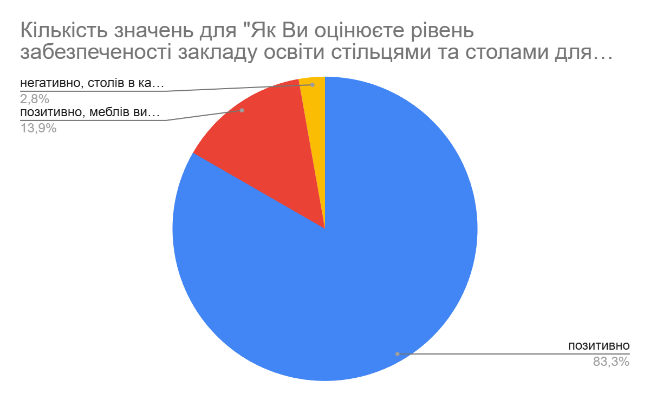 Кількість значень для "Як Ви оцінюєте рівень
забезпеченості закладу освіти стільцями та столами для…
негативно, столів в ка…
2,8%
позитивно, меблів ви…
13,9%
позитивно
83,3%